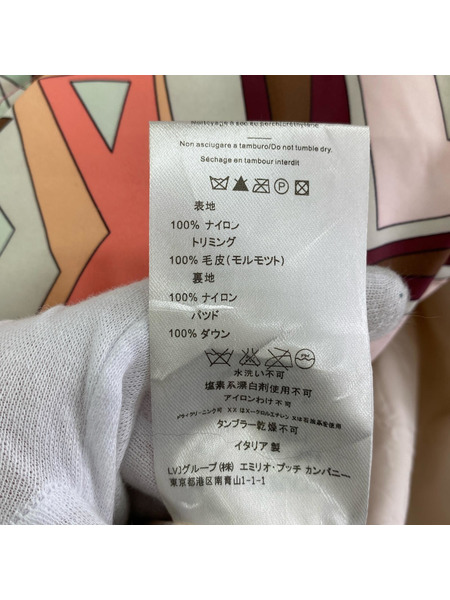 Nettoyage à sec au perchloréthylène
Non asciugare a tamburo/Do not tumble dry.
Séchage en tambour interdit
P
表地
100% ナイロン
トリミング
100% 毛皮(モルモット)
裏地
100% ナイロン
パッド
100% ダウン
水洗い不可
塩素系漂白剤使用不可
アイロンわけ不可
タンブラー乾燥不可
イタリア製
LVJグループ(株) エミリオ・プッチ カンパニー
東京都港区南青山1-1-1